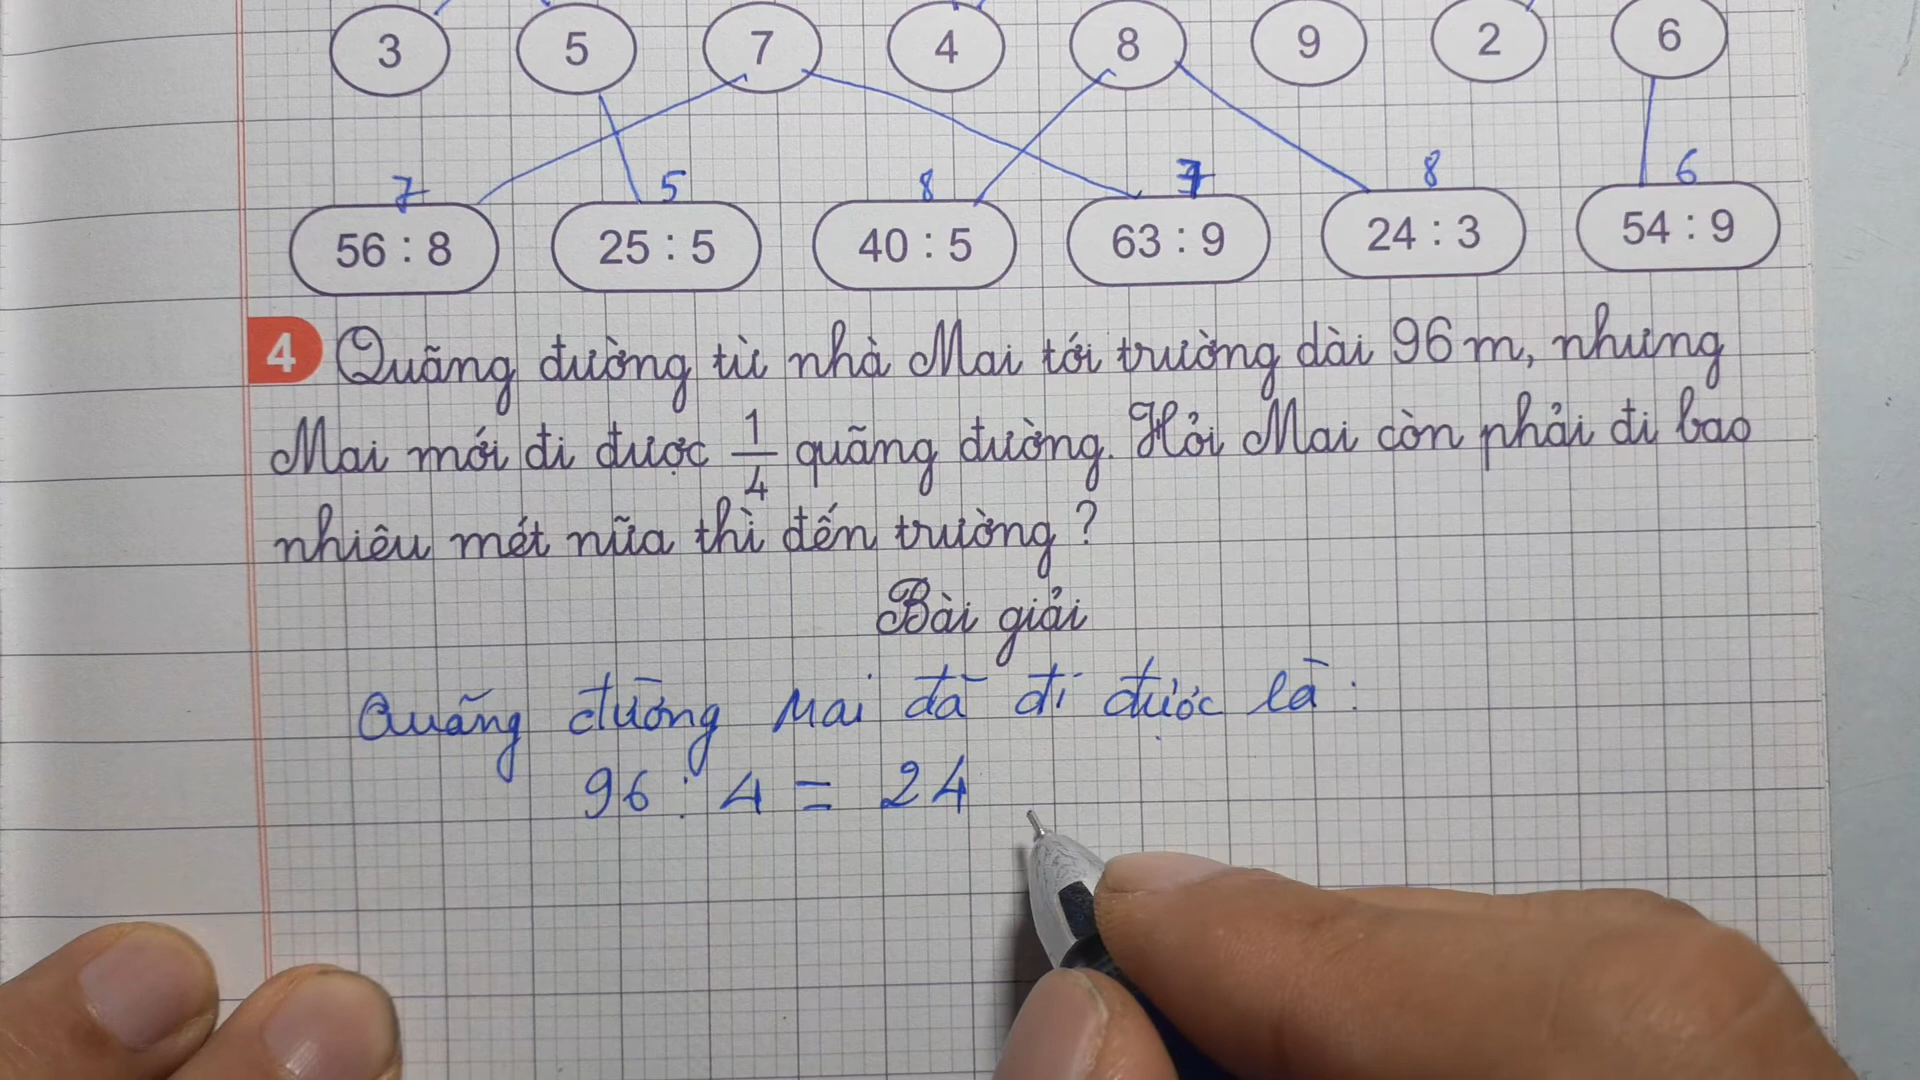 3 5 7 4 8 9 2 6
7 5 8 7 8 6
56 : 8 25 : 5 40 : 5 63 : 9 24 : 3 54 : 9
4 Quãng đường từ nhà Mai tới trường dài 96 m, nhưng
Mai mới đi được 1/4 quãng đường. Hỏi Mai còn phải đi bao
nhiêu mét nữa thì đến trường?
Bài giải
Quãng đường Mai đã đi được là:
96 : 4 = 24